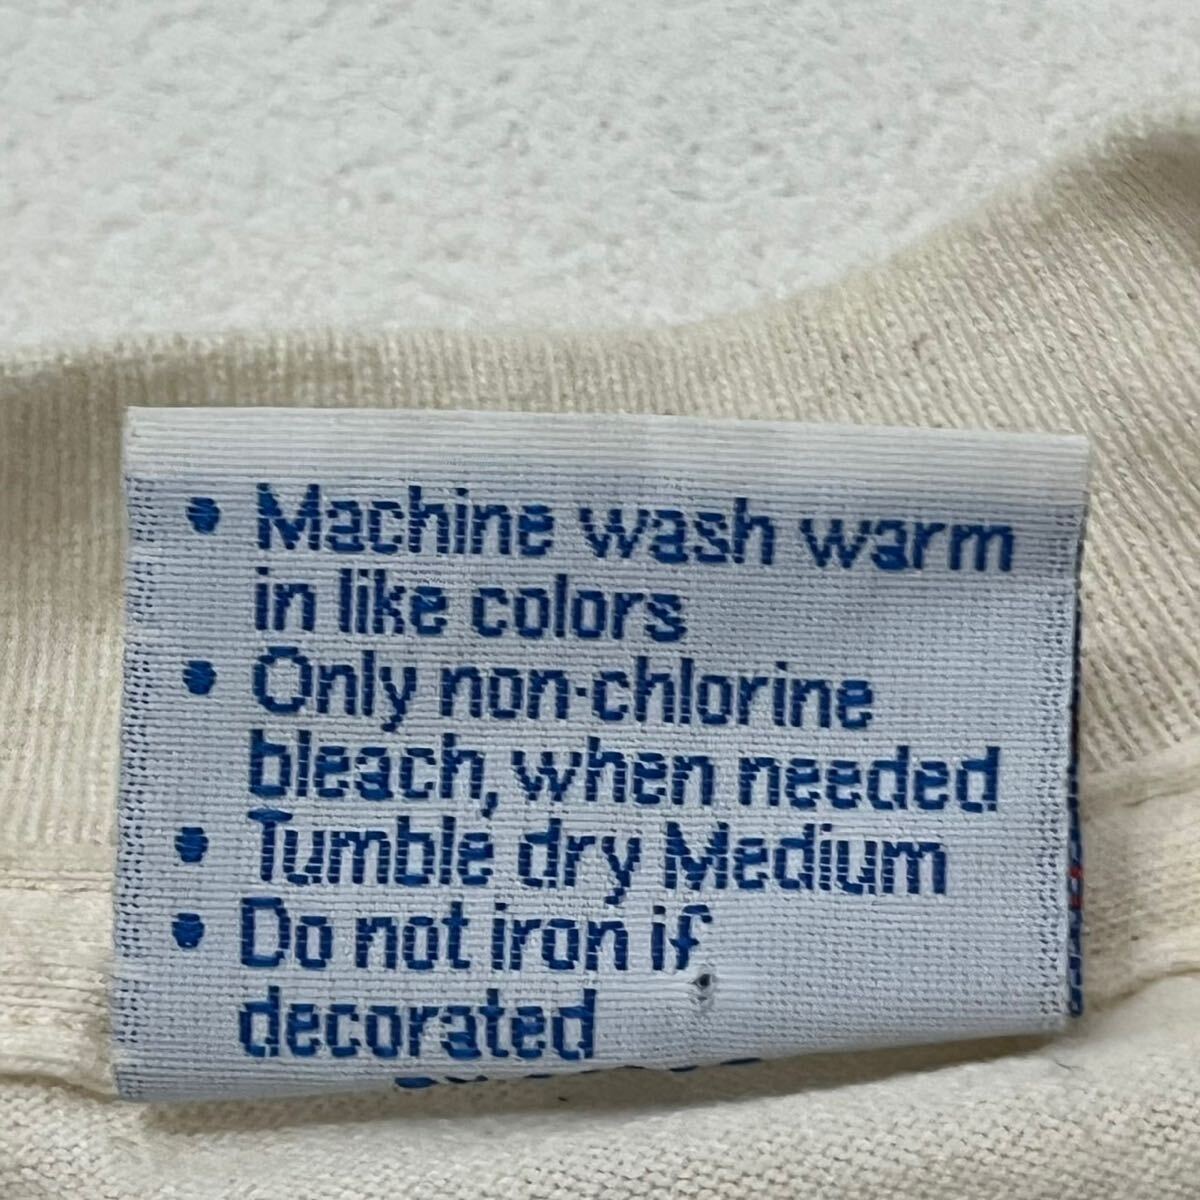 • Machine wash warm
in like colors
• Only non-chlorine
bleach, when needed
• Tumble dry Medium
• Do not iron if
decorated